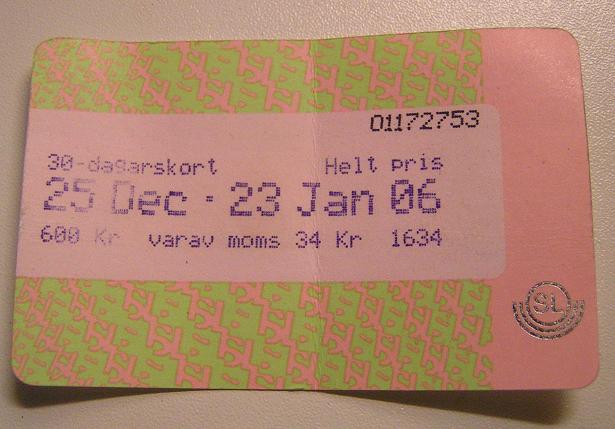 01172753
30-dagarskort Helt pris
25 Dec - 23 Jan 06
600 Kr varav moms 34 Kr 1634
SL